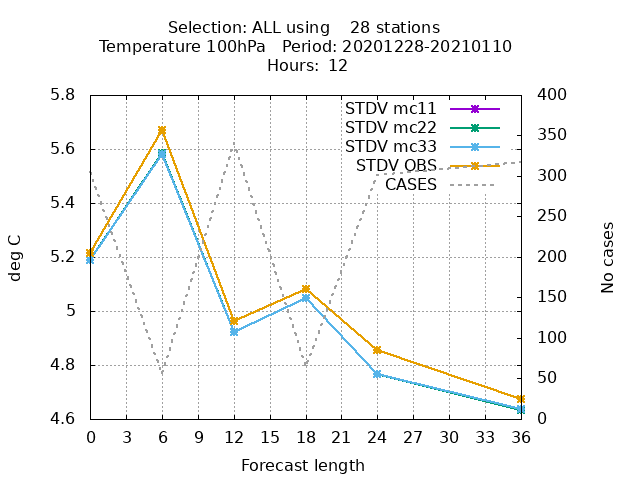 Selection: ALL using    28 stations
Temperature 100hPa   Period: 20201228-20210110
Hours: 12
5.8
5.6
5.4
5.2
5
4.8
4.6
deg C
STDV mc11
STDV mc22
STDV mc33
STDV OBS
CASES
400
350
300
250
200
150
100
50
0
No cases
0 3 6 9 12 15 18 21 24 27 30 33 36
Forecast length